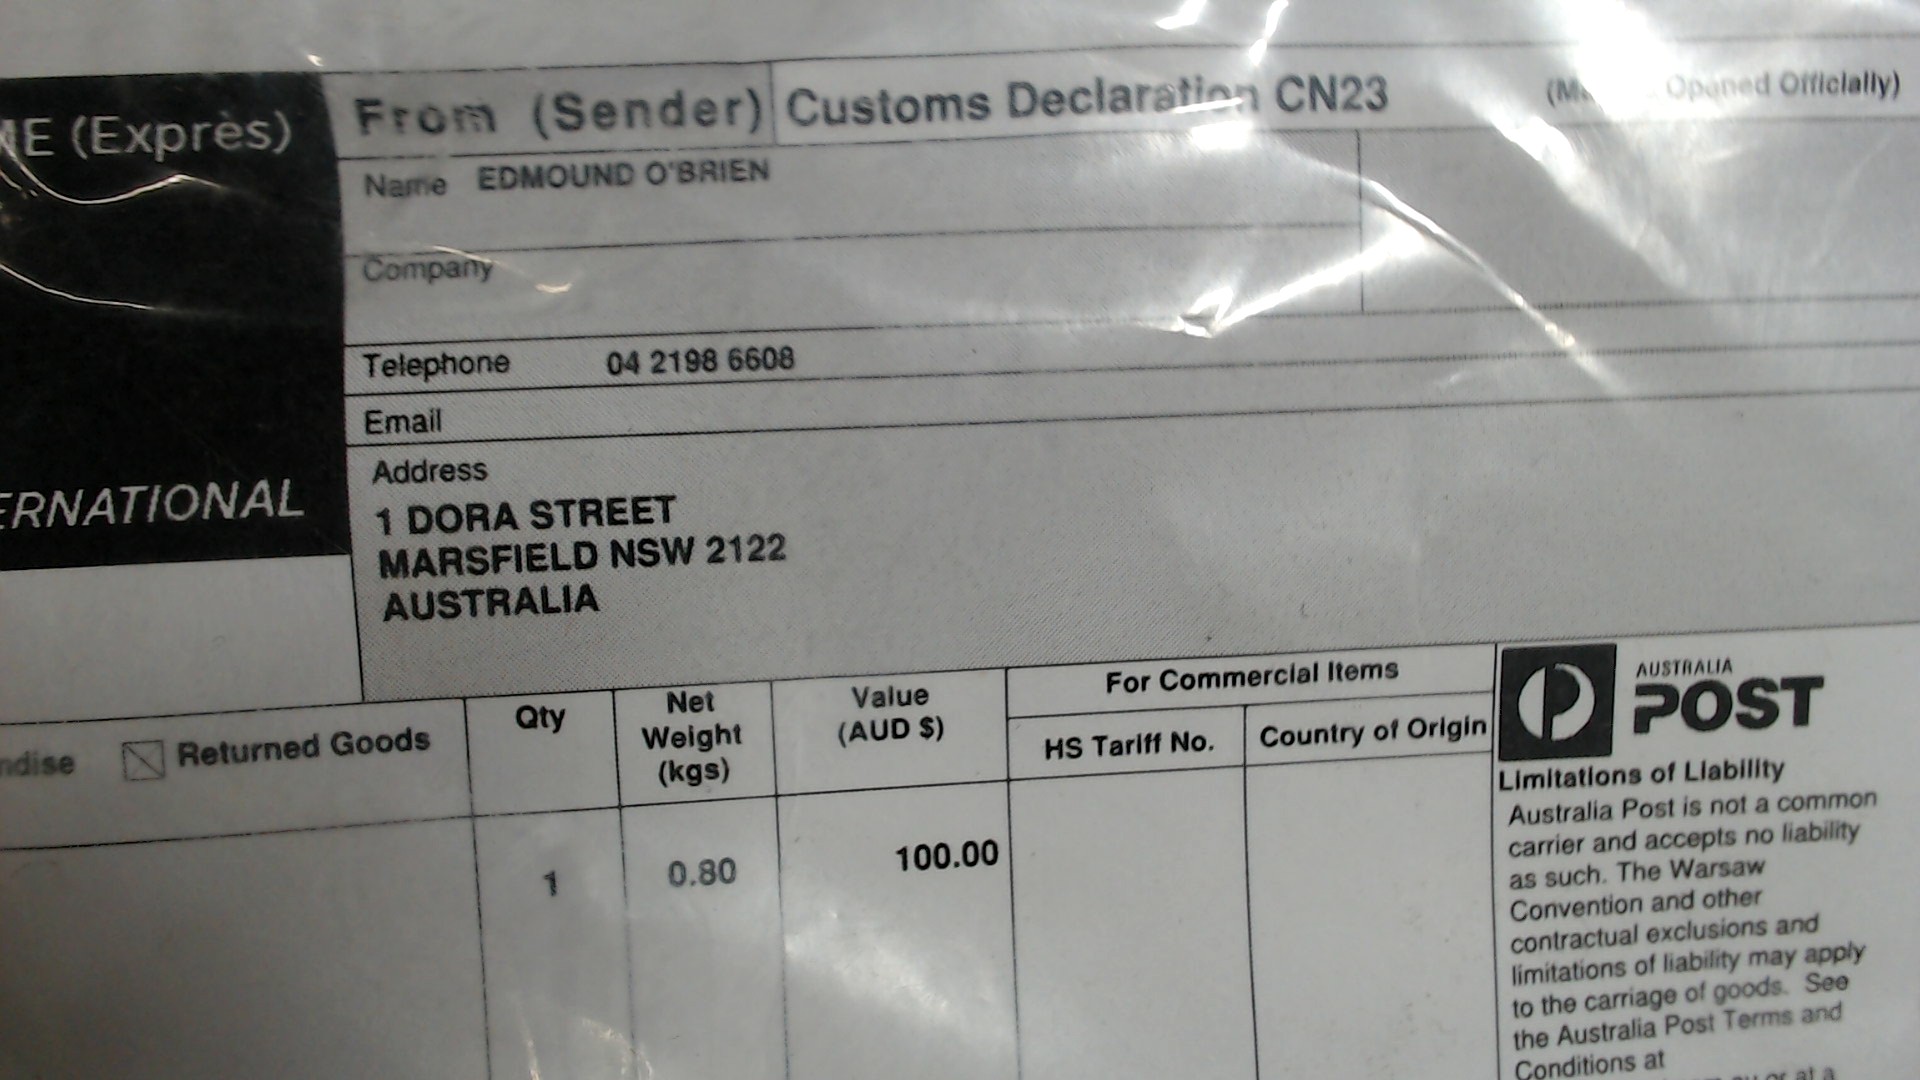 ME (Exprès)
ERNATIONAL
From (Sender)
Customs Declaration CN23
Opened Officially)
Name EDMOUND O'BRIEN
Company
Telephone 04 2198 6608
Email
Address
1 DORA STREET
MARSFIELD NSW 2122
AUSTRALIA
ndise Returned Goods
Qty
Net
Weight
(kgs)
Value
(AUD $)
For Commercial Items
HS Tariff No.
Country of Origin
1
0.80
100.00
AUSTRALIA
POST
Limitations of Liability
Australia Post is not a common
carrier and accepts no liability
as such. The Warsaw
Convention and other
contractual exclusions and
limitations of liability may apply
to the carriage of goods. See
the Australia Post Terms and
Conditions at
or at a